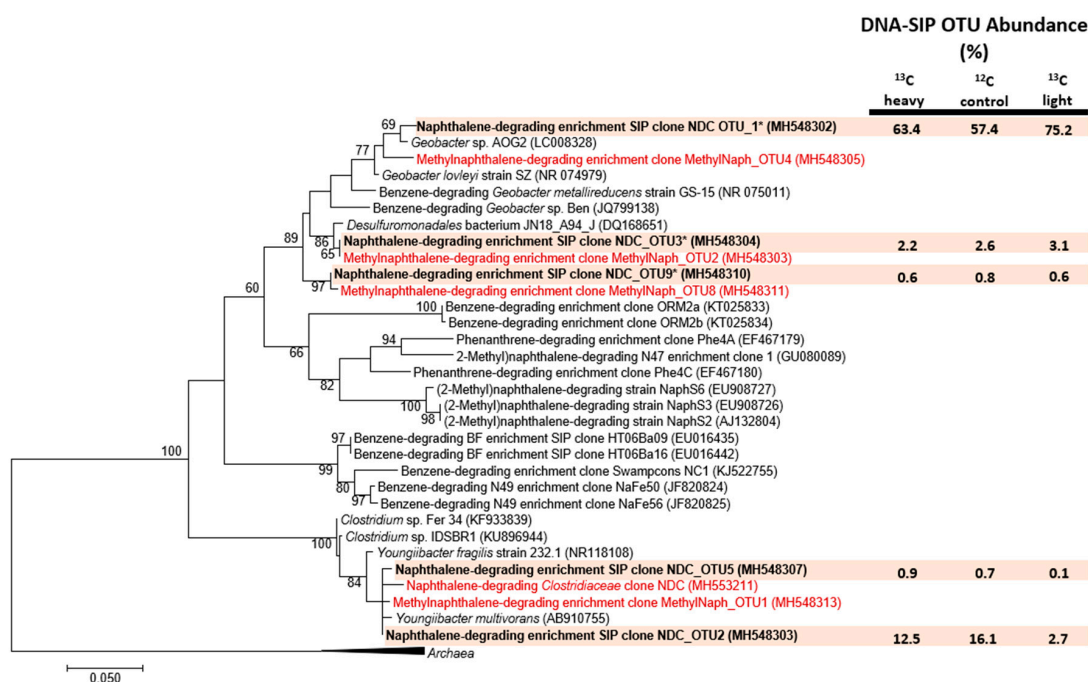 DNA-SIP OTU Abundance
(%)
13C heavy 12C control 13C light
69 Naphthalene-degrading enrichment SIP clone NDC OTU_1* (MH548302) 63.4 57.4 75.2
Geobacter sp. AOG2 (LC008328)
77 MethylNaphthalene-degrading enrichment clone MethylNaph_OTU4 (MH548305)
Geobacter lovleyi strain SZ (NR 074979)
Benzene-degrading Geobacter metallireducens strain GS-15 (NR 075011)
Benzene-degrading Geobacter sp. Ben (JQ799138)
Desulfuromonadales bacterium JN18_A94_J (DQ168651)
89 86 Naphthalene-degrading enrichment SIP clone NDC_OTU3* (MH548304) 2.2 2.6 3.1
65 Methylnaphthalene-degrading enrichment clone MethylNaph_OTU2 (MH548303)
Naphthalene-degrading enrichment SIP clone NDC_OTU9* (MH548310) 0.6 0.8 0.6
60 97 Methylnaphthalene-degrading enrichment clone MethylNaph_OTU8 (MH548311)
100 Benzene-degrading enrichment clone ORM2a (KT025833)
Benzene-degrading enrichment clone ORM2b (KT025834)
94 Phenanthrene-degrading enrichment clone Phe4A (EF467179)
66 2-Methyl)naphthalene-degrading N47 enrichment clone 1 (GU080089)
Phenanthrene-degrading enrichment clone Phe4C (EF467180)
82 (2-Methyl)naphthalene-degrading strain NaphS6 (EU908727)
100 (2-Methyl)naphthalene-degrading strain NaphS3 (EU908726)
98 (2-Methyl)naphthalene-degrading strain NaphS2 (AJ132804)
97 Benzene-degrading BF enrichment SIP clone HT06Ba09 (EU016435)
Benzene-degrading BF enrichment SIP clone HT06Ba16 (EU016442)
100 99 Benzene-degrading enrichment clone Swampcons NC1 (KJ522755)
80 Benzene-degrading N49 enrichment clone NaFe50 (JF820824)
97 Benzene-degrading N49 enrichment clone NaFe56 (JF820825)
Clostridium sp. Fer 34 (KF933839)
100 Clostridium sp. IDSBR1 (KU896944)
Youngiibacter fragilis strain 232.1 (NR118108)
Naphthalene-degrading enrichment SIP clone NDC_OTU5 (MH548307) 0.9 0.7 0.1
84 Naphthalene-degrading Clostridiaceae clone NDC (MH553211)
Methylnaphthalene-degrading enrichment clone MethylNaph_OTU1 (MH548313)
Youngiibacter multivorans (AB910755)
Naphthalene-degrading enrichment SIP clone NDC_OTU2 (MH548303) 12.5 16.1 2.7
Archaea
0.050